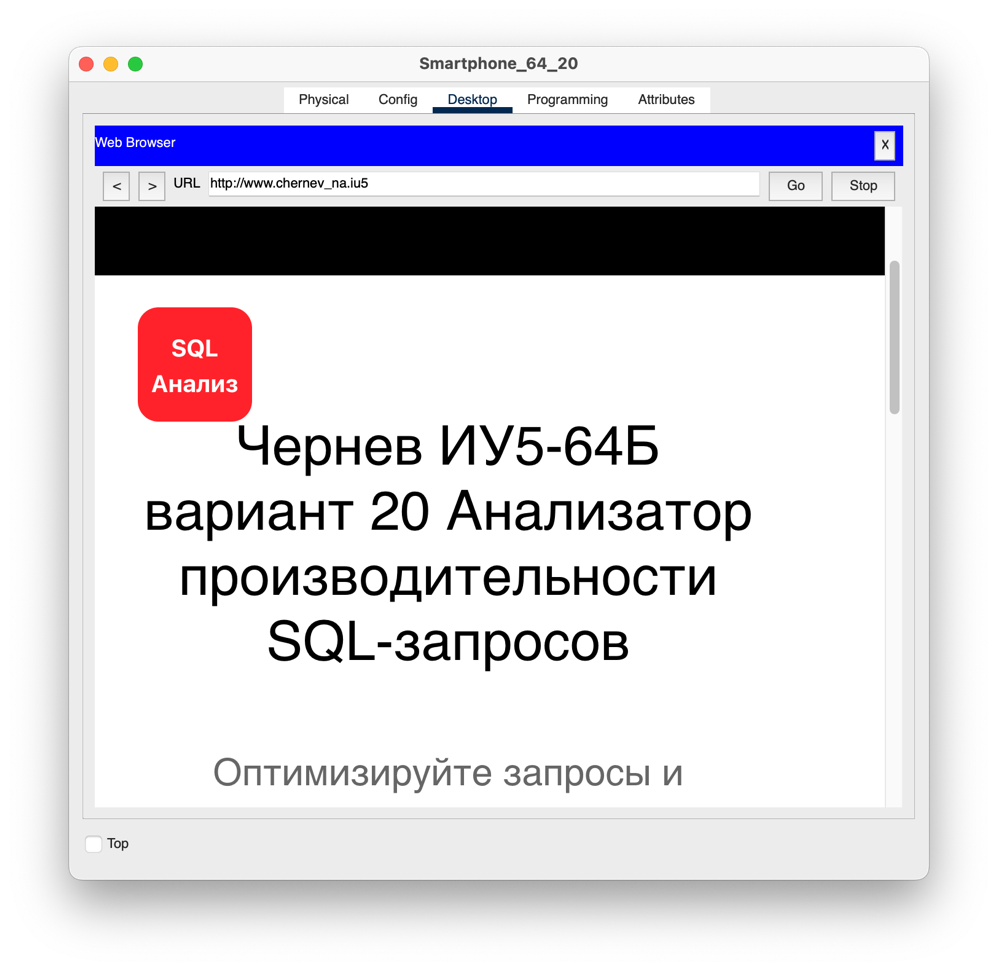 Smartphone_64_20
Physical Config Desktop Programming Attributes
Web Browser X
< > URL http://www.chernev_na.iu5 Go Stop
SQL
Анализ
Чернев ИУ5-64Б
вариант 20 Анализатор
производительности
SQL-запросов
Оптимизируйте запросы и
Top